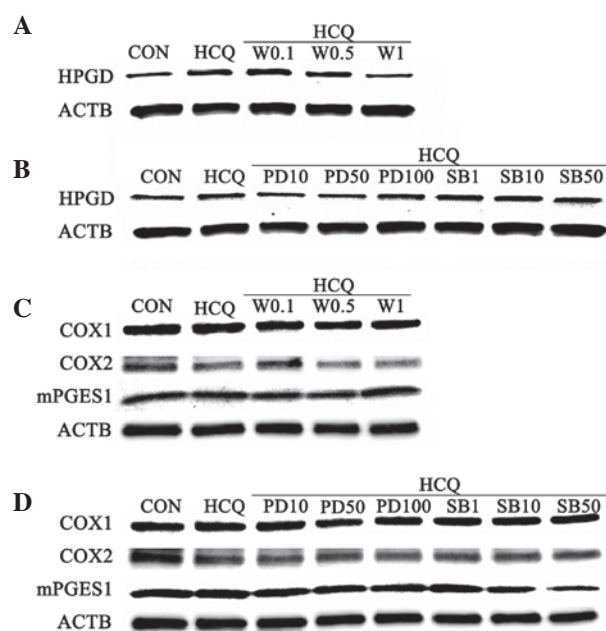 A
HCQ
CON HCQ W0.1 W0.5 W1
HPGD
ACTB
B
HCQ
CON HCQ PD10 PD50 PD100 SB1 SB10 SB50
HPGD
ACTB
C
HCQ
CON HCQ W0.1 W0.5 W1
COX1
COX2
mPGES1
ACTB
D
HCQ
CON HCQ PD10 PD50 PD100 SB1 SB10 SB50
COX1
COX2
mPGES1
ACTB